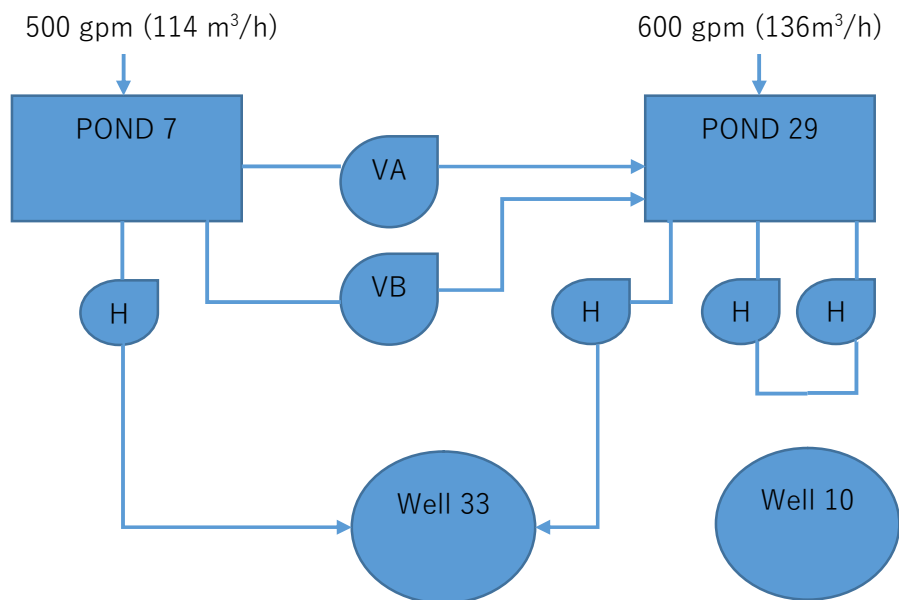 500 gpm (114 m³/h)
600 gpm (136m³/h)
POND 7
POND 29
VA
VB
H
H
H
H
Well 33
Well 10